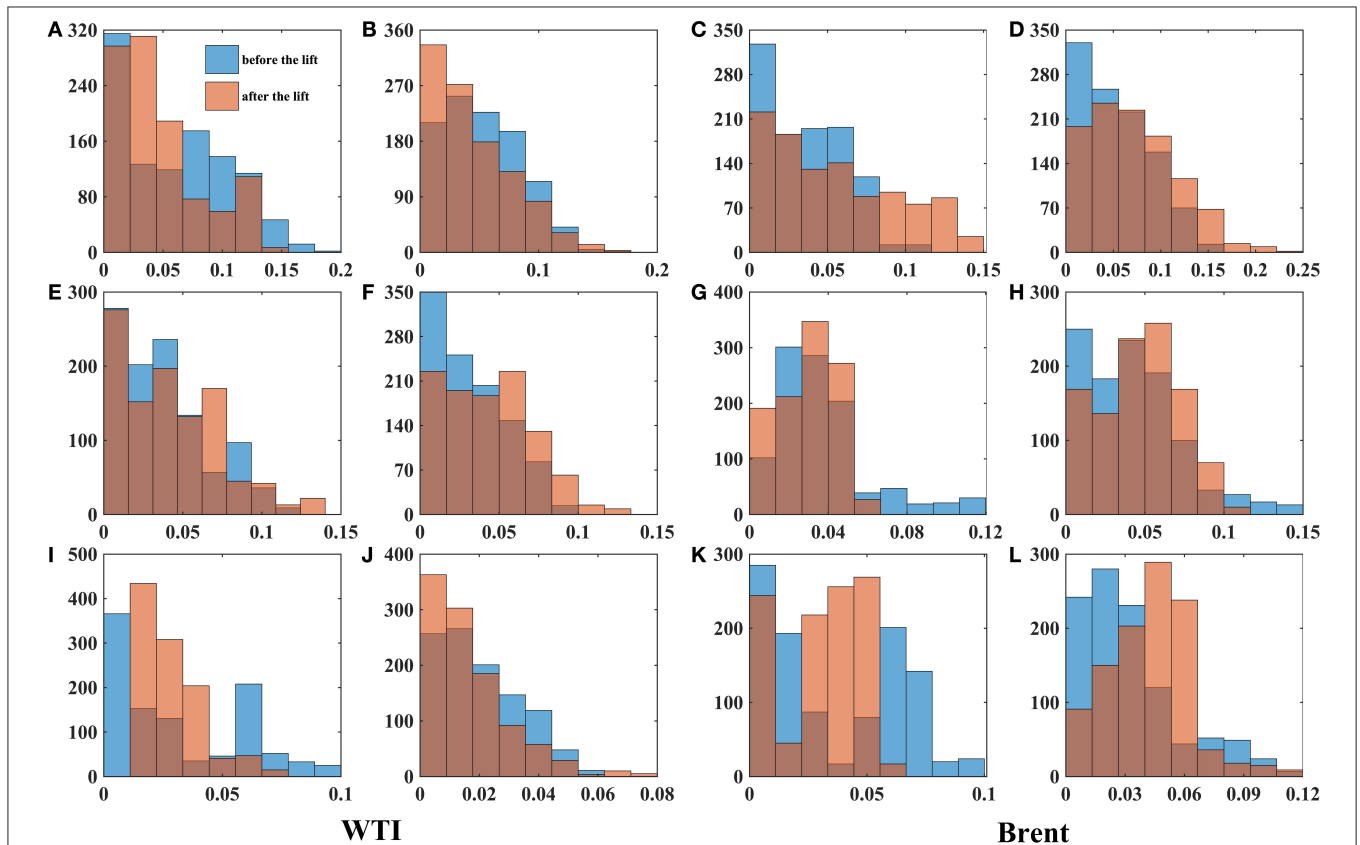 A B C D
320 240 160 80 0
before the lift
after the lift
0 0.05 0.1 0.15 0.2
360 270 180 90 0
0 0.1 0.2
350 280 210 140 70 0
0 0.05 0.1 0.15
350 280 210 140 70 0
0 0.05 0.1 0.15 0.2 0.25
E F G H
300 200 100 0
0 0.05 0.1 0.15
350 280 210 140 70 0
0 0.05 0.1 0.15
400 300 200 100 0
0 0.04 0.08 0.12
300 200 100 0
0 0.05 0.1 0.15
I J K L
500 400 300 200 100 0
0 0.05 0.1
400 300 200 100 0
0 0.02 0.04 0.06 0.08
300 200 100 0
0 0.05 0.1
300 200 100 0
0 0.03 0.06 0.09 0.12
WTI Brent